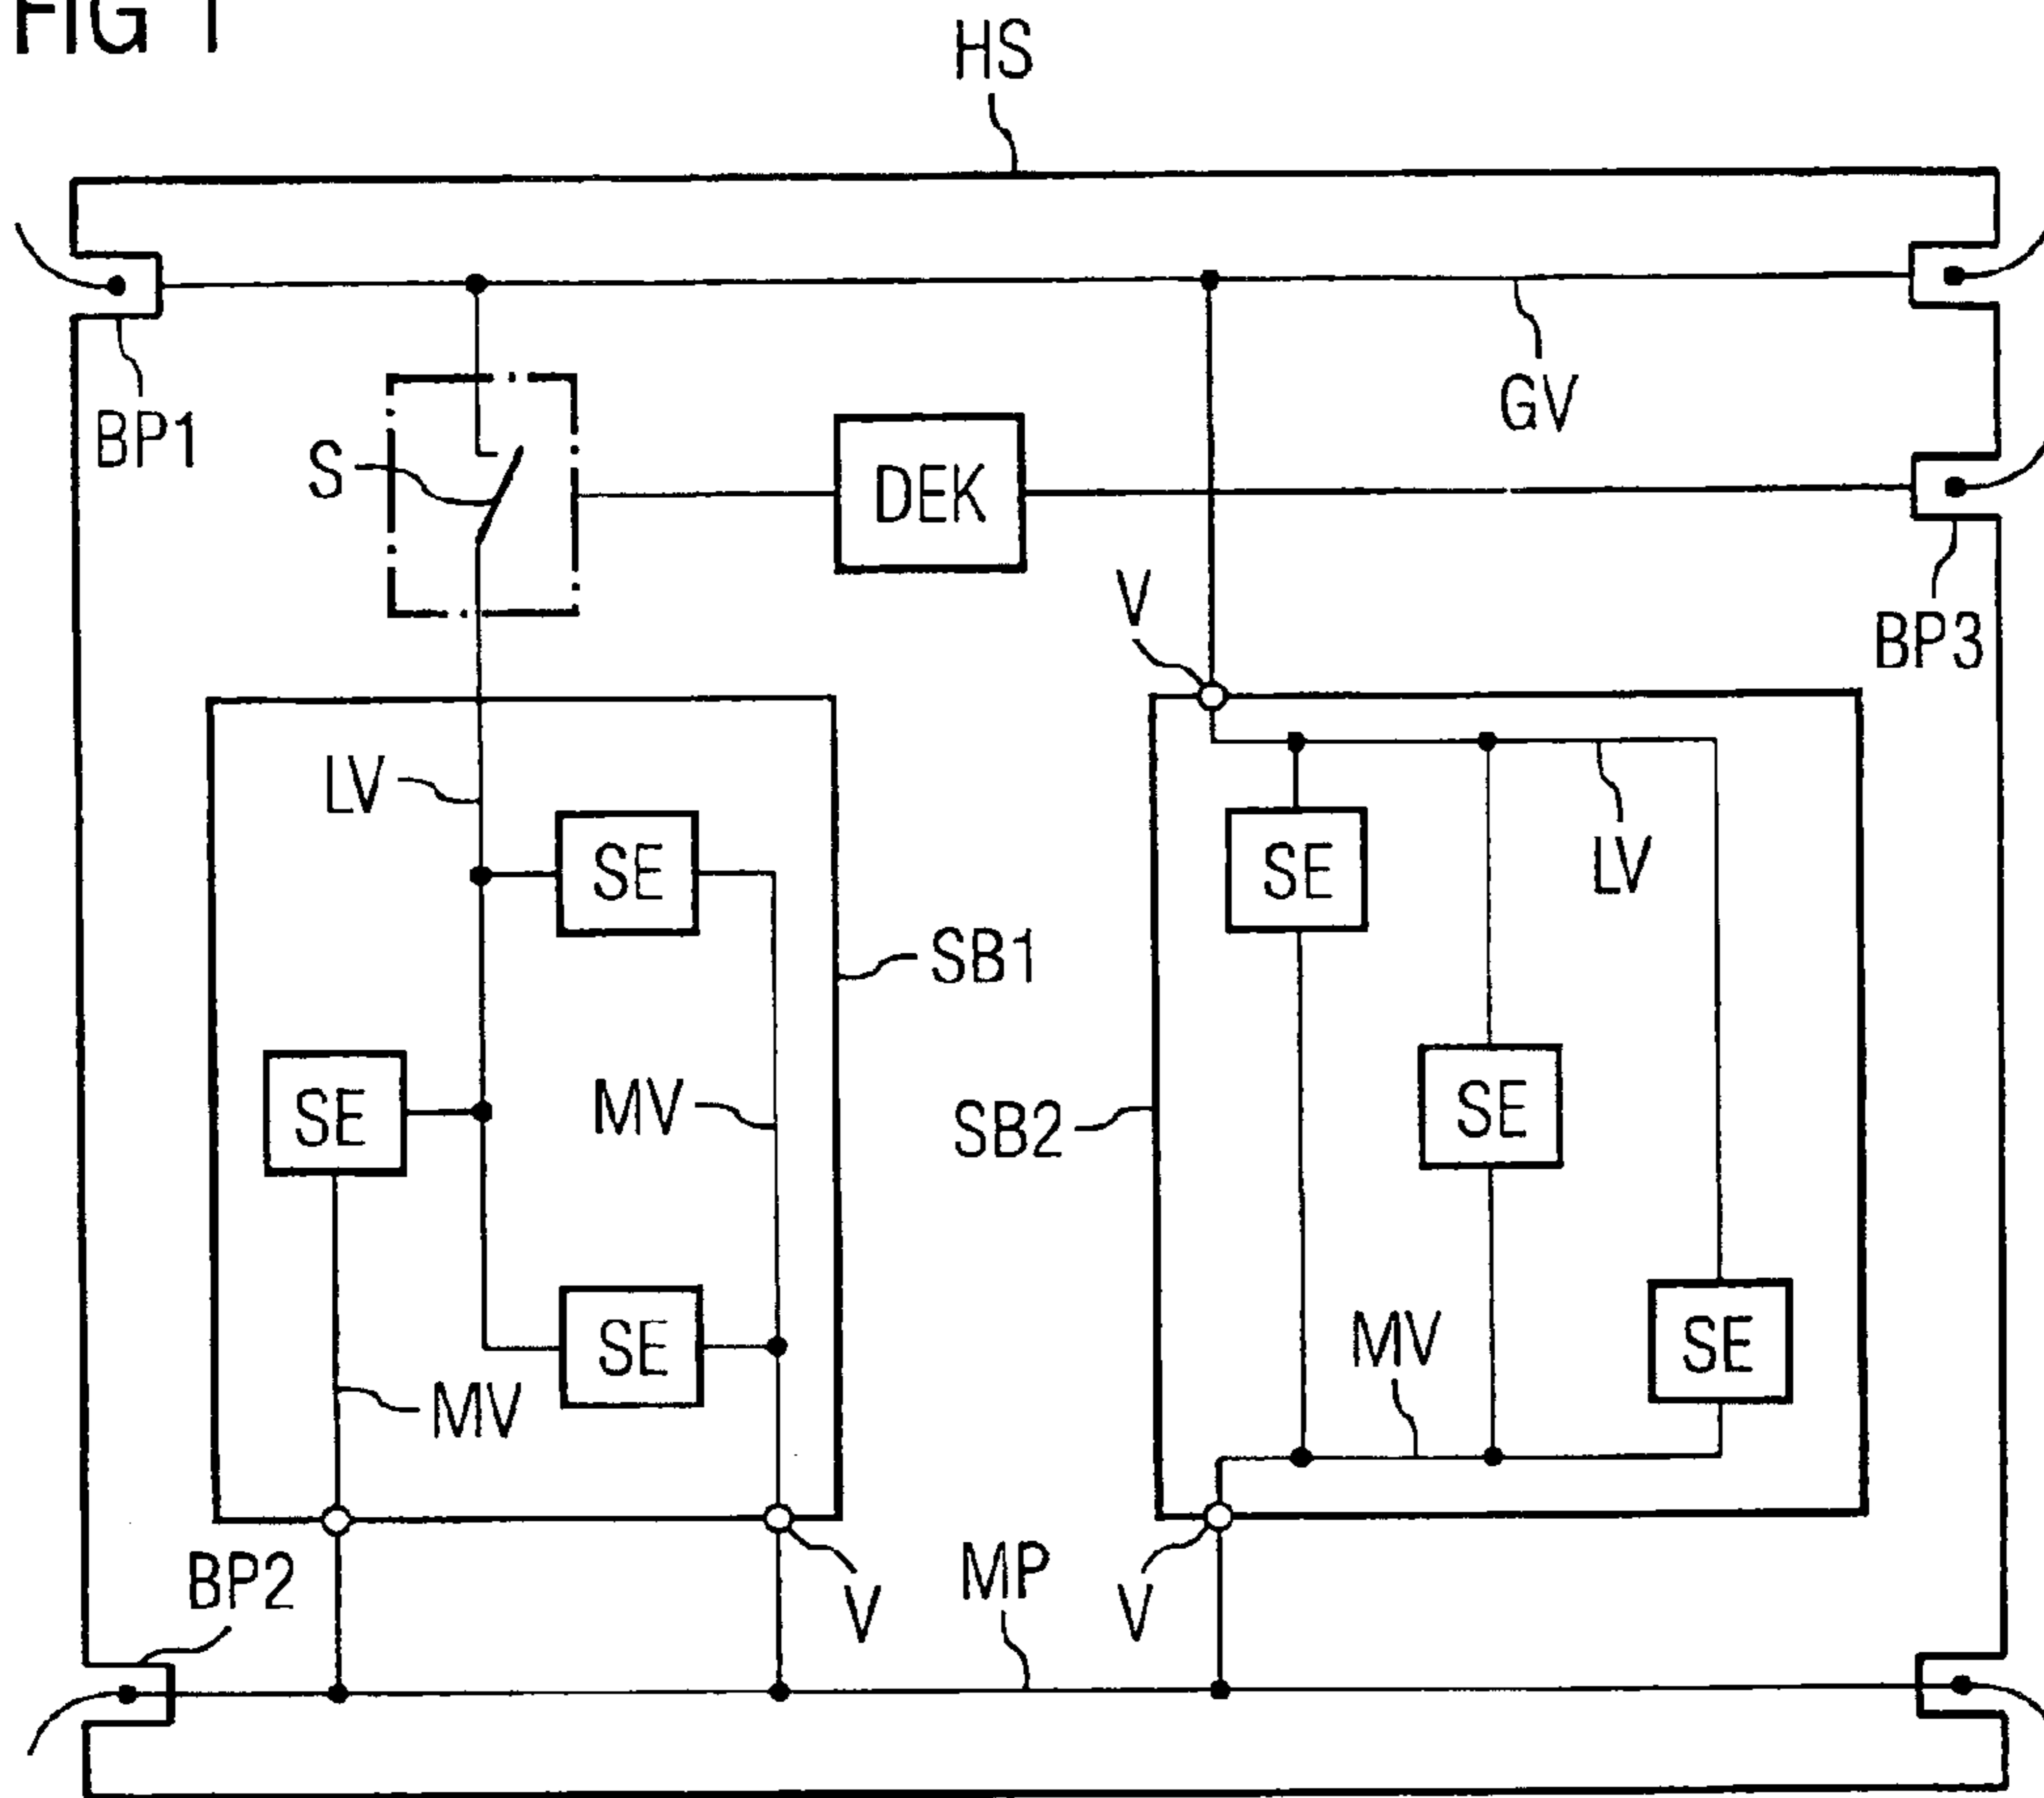 FIG 1
HS
GV
BP1
S
DEK
V
BP3
LV
SE
SE
LV
SB1
SE
MV
SB2
SE
SE
MV
SE
MV
BP2
MP
V
V